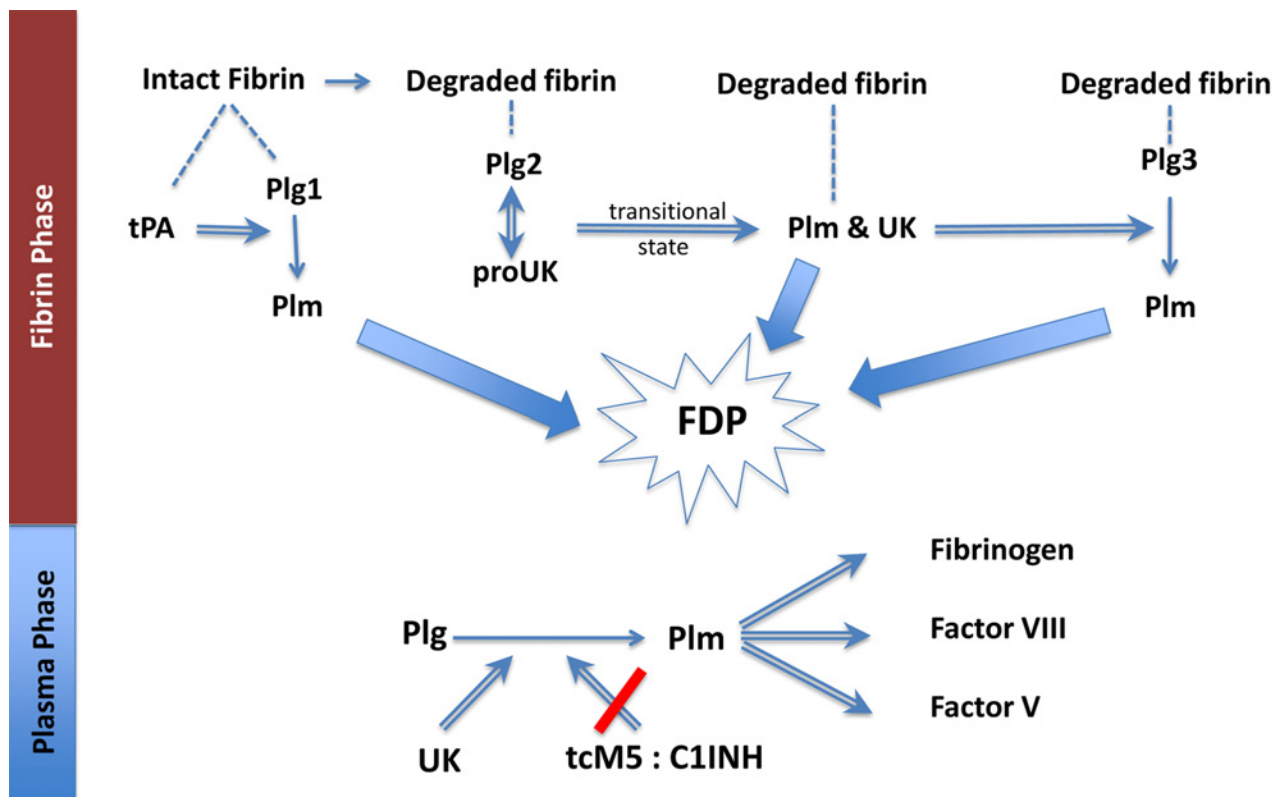 Fibrin Phase
Intact Fibrin
Degraded fibrin
Degraded fibrin
Degraded fibrin
Plg2
Plg3
Plg1
tPA
transitional
state
Plm & UK
proUK
Plm
Plm
FDP
Plasma Phase
Fibrinogen
Plg
Plm
Factor VIII
Factor V
UK
tcM5 : C1INH